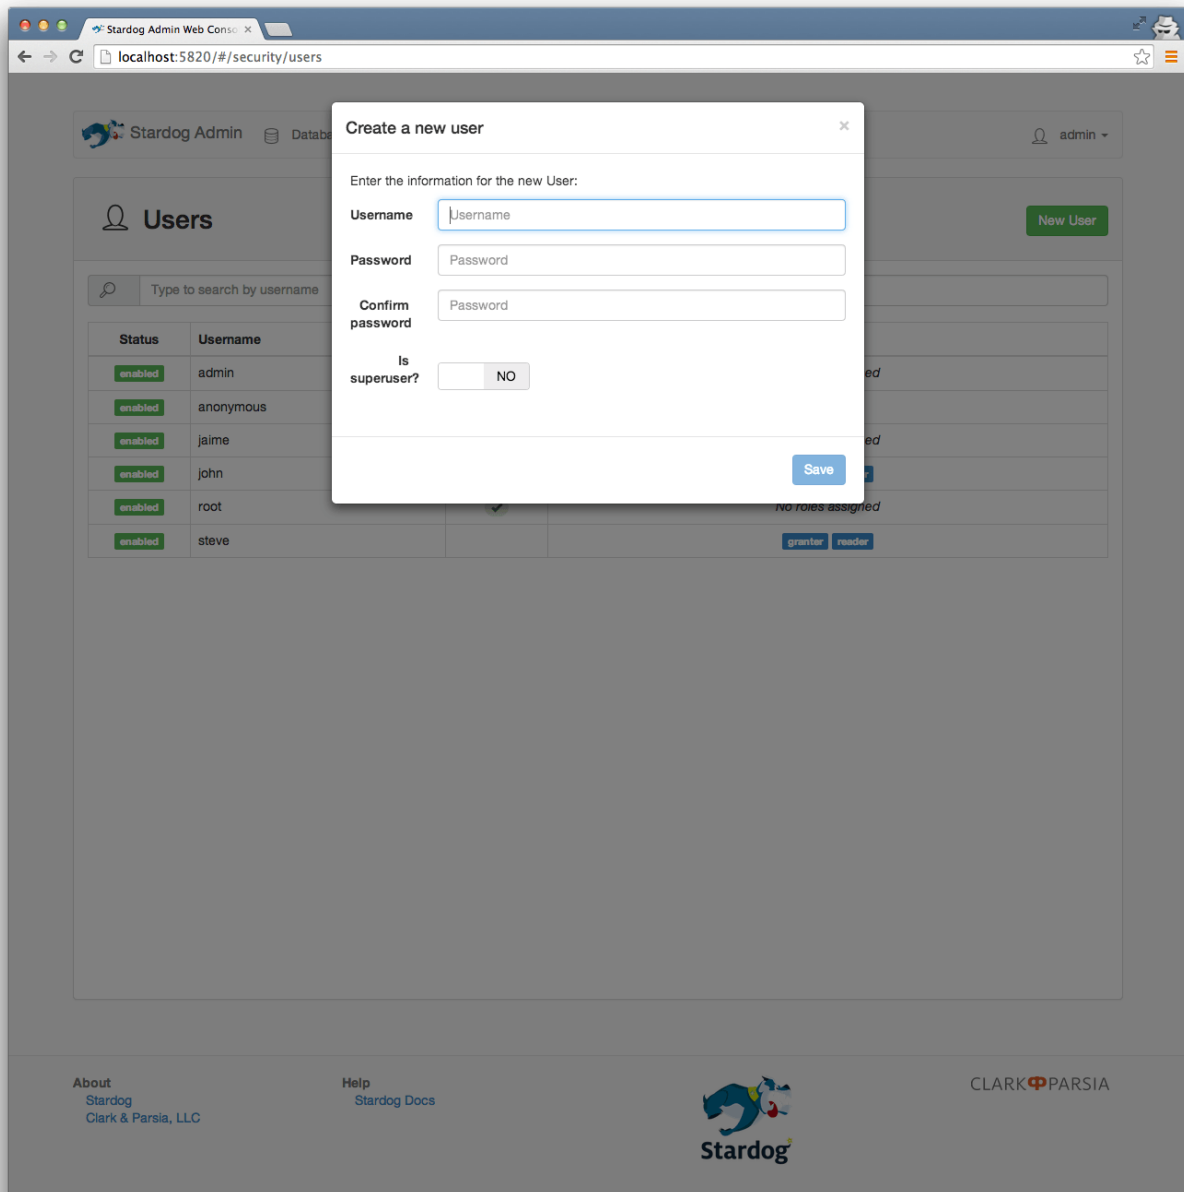 Stardog Admin Web Conso
localhost:5820/#/security/users
Stardog Admin
Databa
admin
Create a new user
×
Enter the information for the new User:
Username
Username
Password
Password
Confirm
password
Password
Is
superuser?
NO
Save
Users
New User
Type to search by username
Status Username
enabled admin ed
enabled anonymous
enabled jaime ed
enabled john
enabled root No roles assigned
enabled steve granter reader
About
Stardog
Clark & Parsia, LLC
Help
Stardog Docs
Stardog
CLARK PARSIA